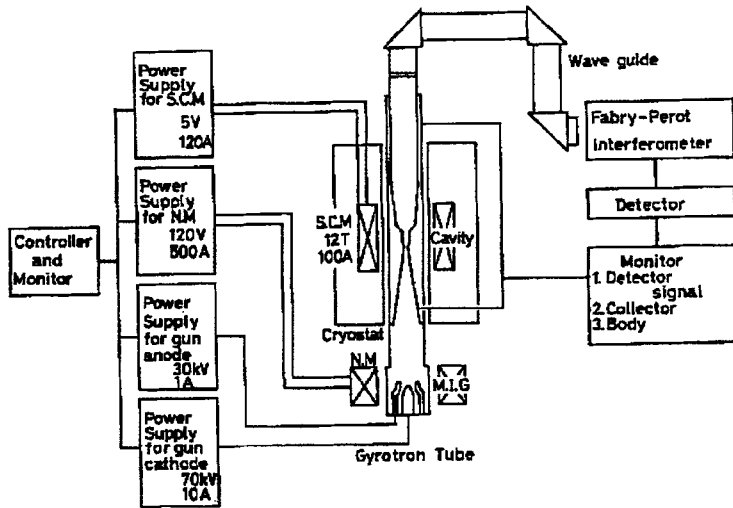 Power
Supply
for S.C.M
5V
120A
Power
Supply
for N.M
120V
500A
Controller
and
Monitor
Power
Supply
for gun
anode
30kV
1A
Power
Supply
for gun
cathode
70kV
10A
S.C.M
12T
100A
Cryostat
N.M
Cavity
M.I.G
Gyrotron Tube
Wave guide
Fabry-Perot
interferometer
Detector
Monitor
1. Detector
signal
2. Collector
3. Body